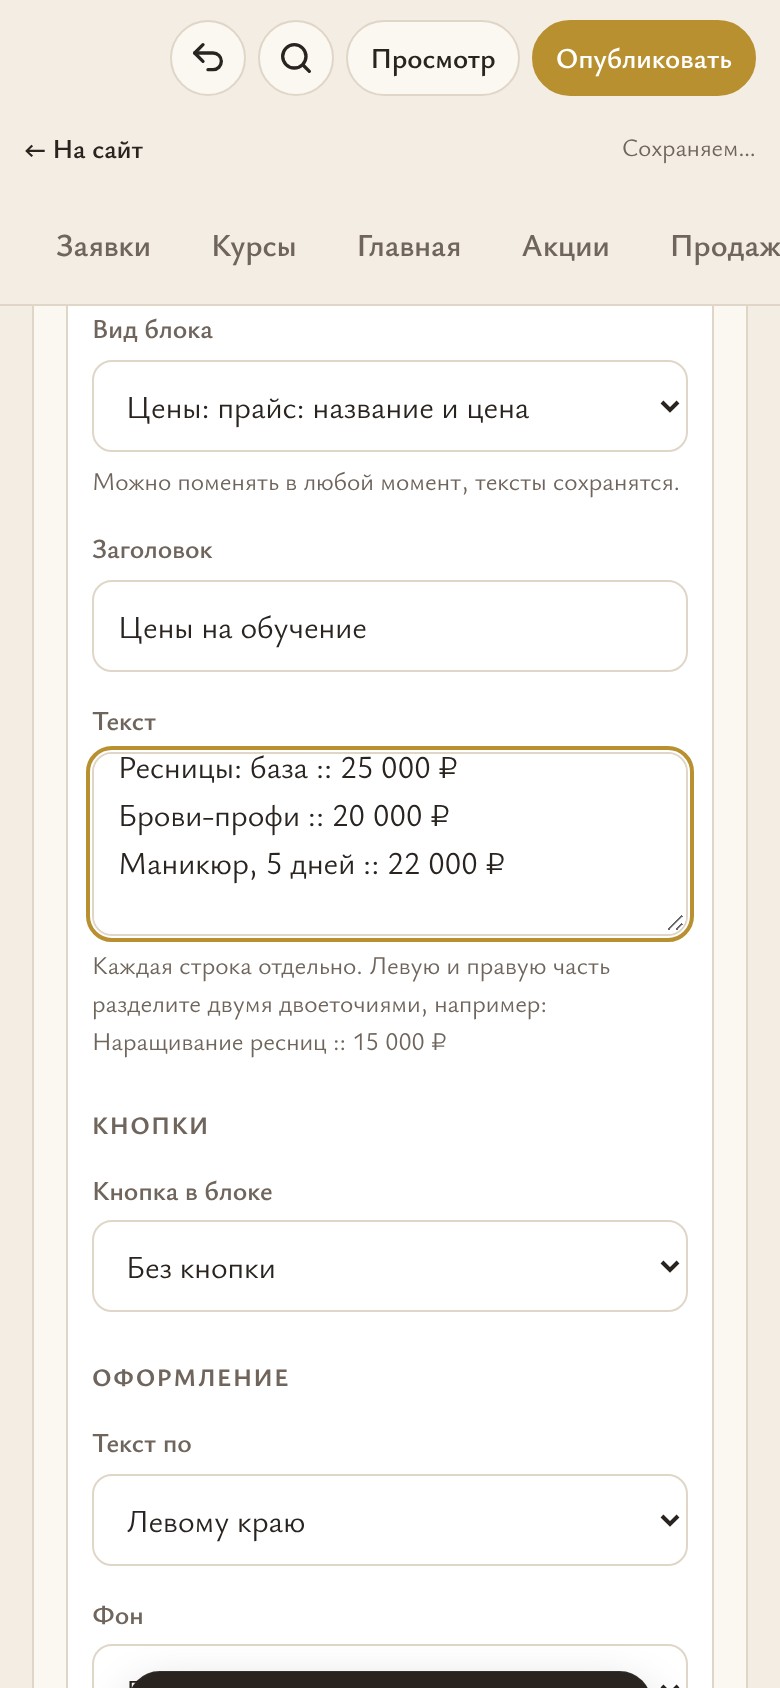 Просмотр
Опубликовать
← На сайт
Сохраняем...
Заявки Курсы Главная Акции Продаж
Вид блока
Цены: прайс: название и цена
Можно поменять в любой момент, тексты сохранятся.
Заголовок
Цены на обучение
Текст
Ресницы: база :: 25 000 ₽
Брови-профи :: 20 000 ₽
Маникюр, 5 дней :: 22 000 ₽
Каждая строка отдельно. Левую и правую часть
разделите двумя двоеточиями, например:
Наращивание ресниц :: 15 000 ₽
КНОПКИ
Кнопка в блоке
Без кнопки
ОФОРМЛЕНИЕ
Текст по
Левому краю
Фон